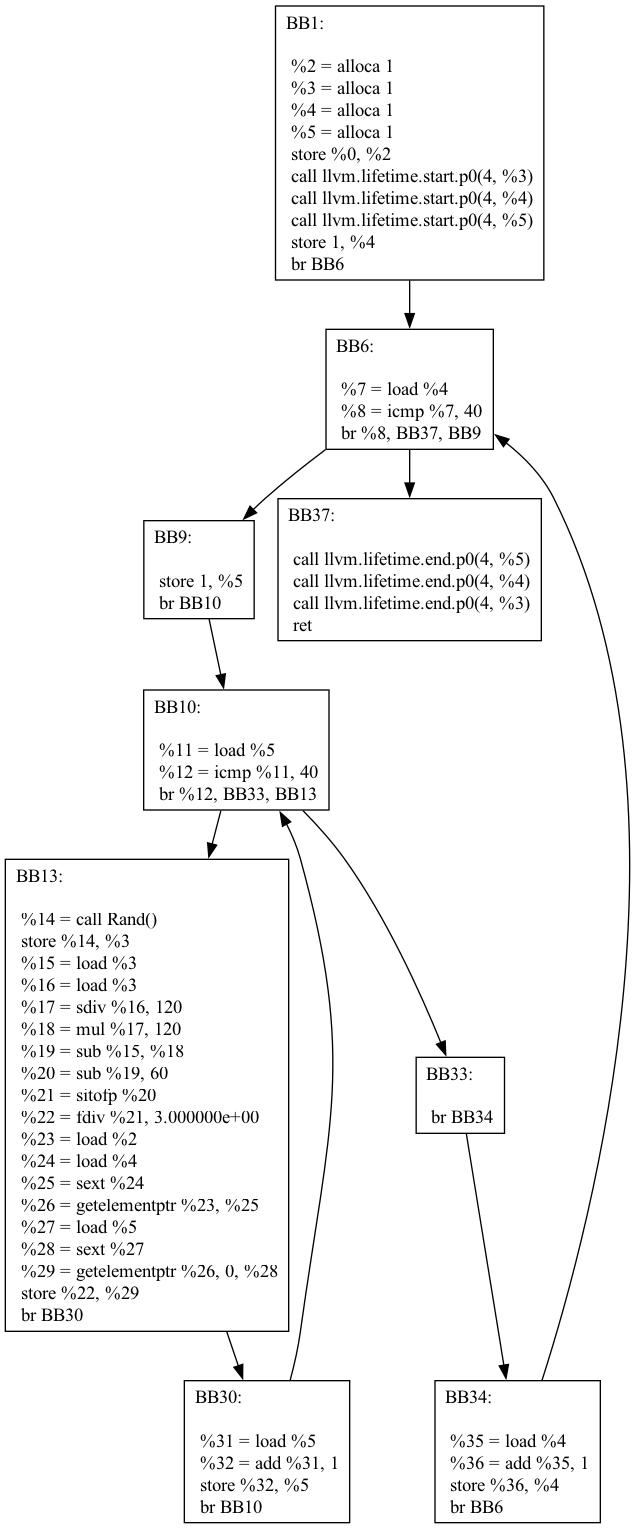 BB1:
%2 = alloca 1
%3 = alloca 1
%4 = alloca 1
%5 = alloca 1
store %0, %2
call llvm.lifetime.start.p0(4, %3)
call llvm.lifetime.start.p0(4, %4)
call llvm.lifetime.start.p0(4, %5)
store 1, %4
br BB6
BB6:
%7 = load %4
%8 = icmp %7, 40
br %8, BB37, BB9
BB37:
call llvm.lifetime.end.p0(4, %5)
call llvm.lifetime.end.p0(4, %4)
call llvm.lifetime.end.p0(4, %3)
ret
BB9:
store 1, %5
br BB10
BB10:
%11 = load %5
%12 = icmp %11, 40
br %12, BB33, BB13
BB13:
%14 = call Rand()
store %14, %3
%15 = load %3
%16 = load %3
%17 = sdiv %16, 120
%18 = mul %17, 120
%19 = sub %15, %18
%20 = sub %19, 60
%21 = sitofp %20
%22 = fdiv %21, 3.000000e+00
%23 = load %2
%24 = load %4
%25 = sext %24
%26 = getelementptr %23, %25
%27 = load %5
%28 = sext %27
%29 = getelementptr %26, 0, %28
store %22, %29
br BB30
BB33:
br BB34
BB30:
%31 = load %5
%32 = add %31, 1
store %32, %5
br BB10
BB34:
%35 = load %4
%36 = add %35, 1
store %36, %4
br BB6